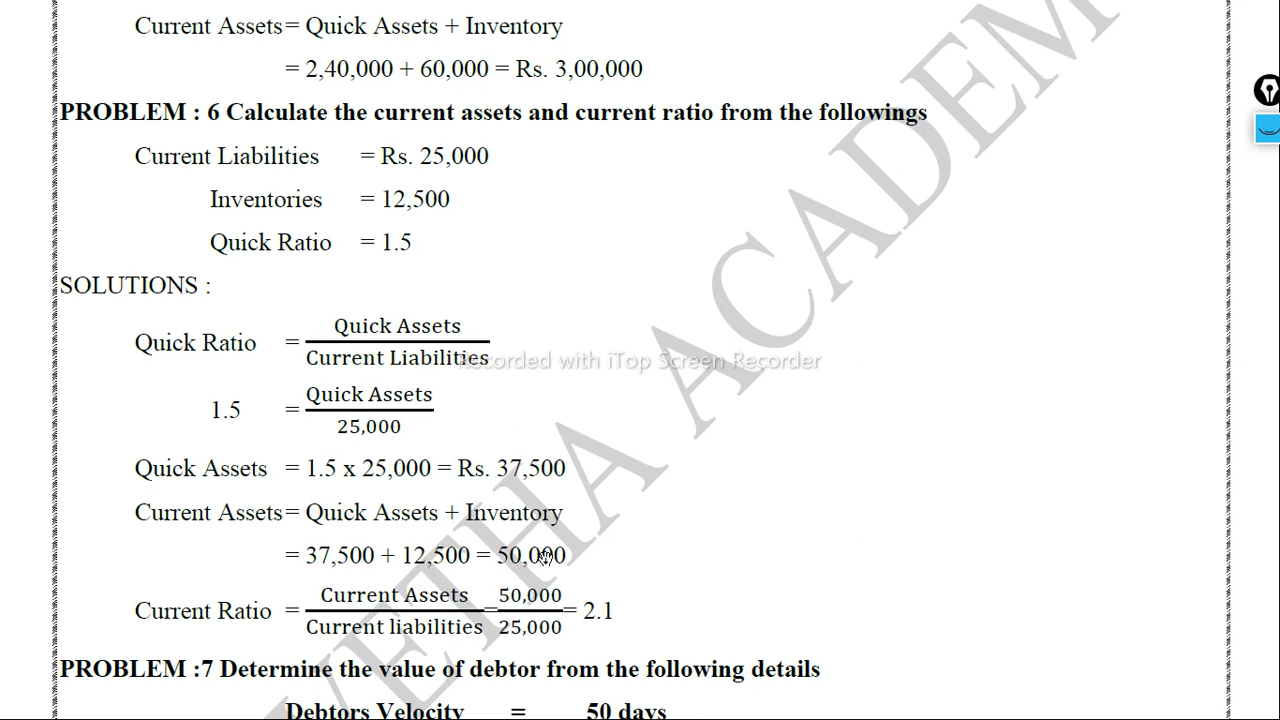 Current Assets= Quick Assets + Inventory
= 2,40,000 + 60,000 = Rs. 3,00,000
PROBLEM : 6 Calculate the current assets and current ratio from the followings
Current Liabilities = Rs. 25,000
Inventories = 12,500
Quick Ratio = 1.5
SOLUTIONS :
Quick Ratio = Quick Assets / Current Liabilities
Recorded with iTop Screen Recorder
1.5 = Quick Assets / 25,000
Quick Assets = 1.5 x 25,000 = Rs. 37,500
Current Assets= Quick Assets + Inventory
= 37,500 + 12,500 = 50,000
Current Ratio = Current Assets / Current liabilities = 50,000 / 25,000 = 2.1
PROBLEM :7 Determine the value of debtor from the following details
Debtors Velocity = 50 days